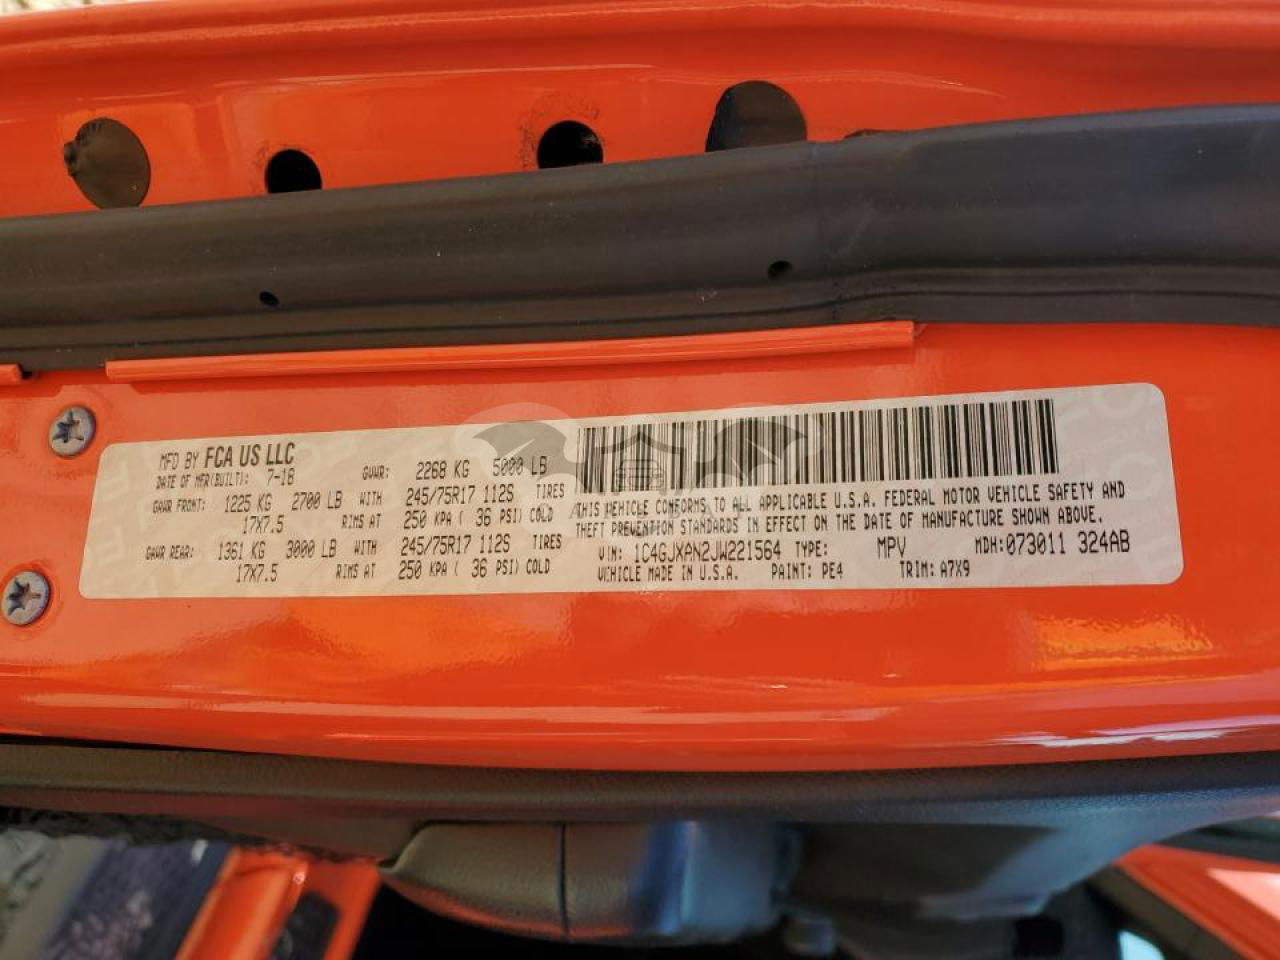 MFD BY FCA US LLC
DATE OF MFR(BUILT): 7-18 GVWR: 2268 KG 5000 LB
GAWR FRONT: 1225 KG 2700 LB WITH 245/75R17 112S TIRES
17X7.5 RIMS AT 250 KPA ( 36 PSI) COLD
GAWR REAR: 1361 KG 3000 LB WITH 245/75R17 112S TIRES
17X7.5 RIMS AT 250 KPA ( 36 PSI) COLD
THIS VEHICLE CONFORMS TO ALL APPLICABLE U.S.A. FEDERAL MOTOR VEHICLE SAFETY AND
THEFT PREVENTION STANDARDS IN EFFECT ON THE DATE OF MANUFACTURE SHOWN ABOVE.
VIN: 1C4GJXAN2JW221564 TYPE: MPV MDH:073011 324AB
VEHICLE MADE IN U.S.A. PAINT: PE4 TRIM: A7X9